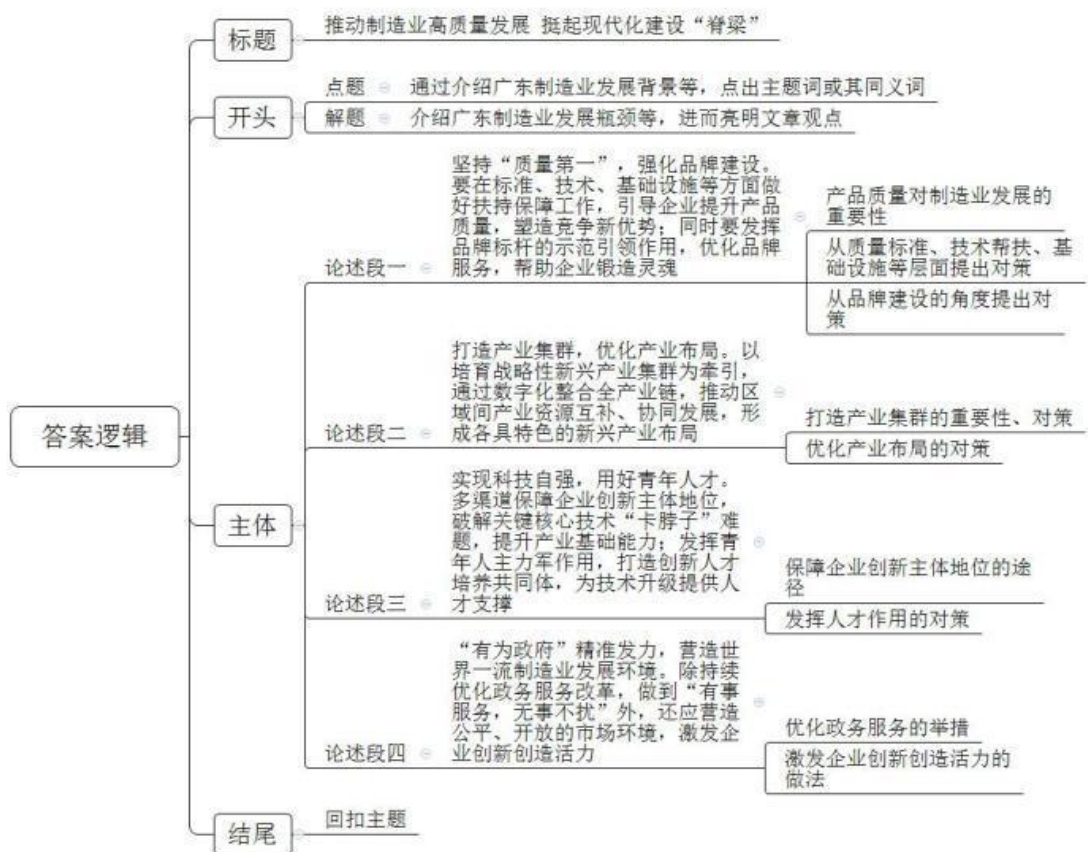 标题
推动制造业高质量发展 挺起现代化建设“脊梁”
开头
点题
通过介绍广东制造业发展背景等，点出主题词或其同义词
解题
介绍广东制造业发展瓶颈等，进而亮明文章观点
答案逻辑
主体
论述段一
坚持“质量第一”，强化品牌建设。
要在标准、技术、基础设施等方面做
好扶持保障工作，引导企业提升产品
质量，塑造竞争新优势；同时要发挥
品牌标杆的示范引领作用，优化品牌
服务，帮助企业锻造灵魂
产品质量对制造业发展的
重要性
从质量标准、技术帮扶、基
础设施等层面提出对策
从品牌建设的角度提出对
策
论述段二
打造产业集群，优化产业布局。以
培育战略性新兴产业集群为牵引，
通过数字化整合全产业链，推动区
域间产业资源互补、协同发展，形
成各具特色的新兴产业布局
打造产业集群的重要性、对策
优化产业布局的对策
论述段三
实现科技自强，用好青年人才。
多渠道保障企业创新主体地位，
破解关键核心技术“卡脖子”难
题，提升产业基础能力；发挥青
年人主力军作用，打造创新人才
培养共同体，为技术升级提供人
才支撑
保障企业创新主体地位的途
径
发挥人才作用的对策
论述段四
“有为政府”精准发力，营造世
界一流制造业发展环境。除持续
优化政务服务改革，做到“有事
服务，无事不扰”外，还应营造
公平、开放的市场环境，激发企
业创新创造活力
优化政务服务的举措
激发企业创新创造活力的
做法
结尾
回扣主题